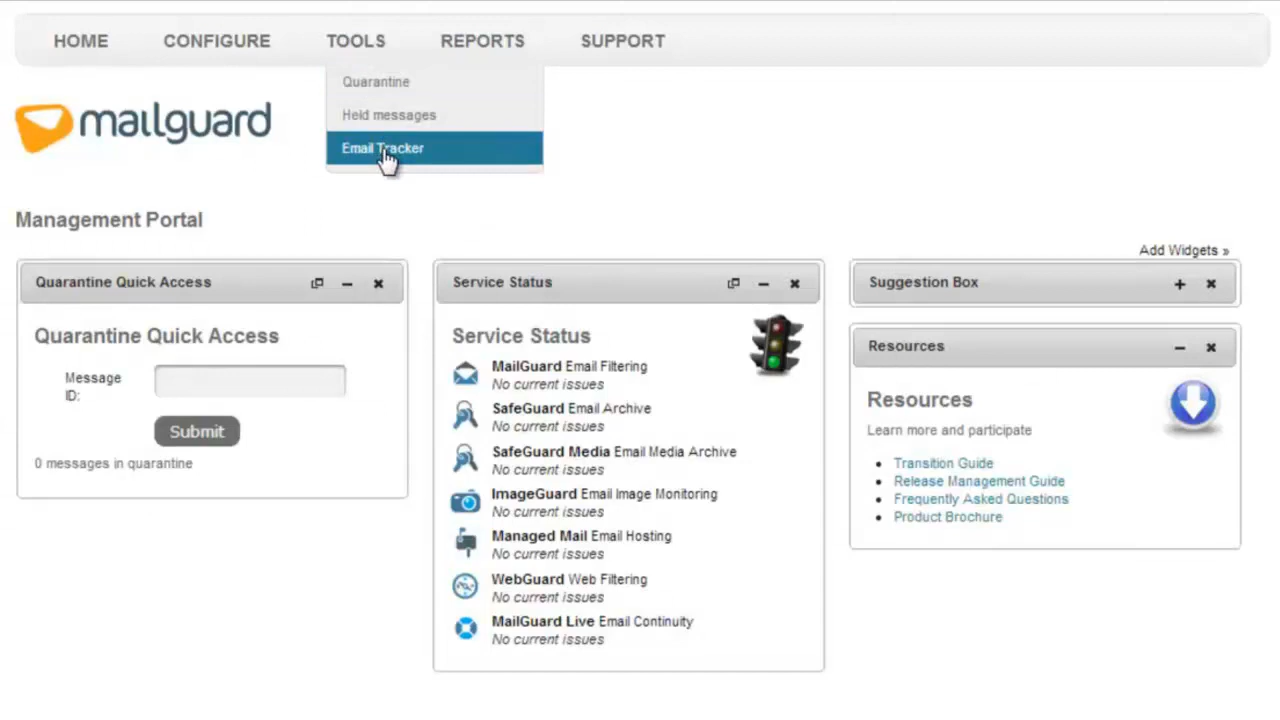 HOME CONFIGURE TOOLS REPORTS SUPPORT
Quarantine
Held messages
Email Tracker
mailguard
Management Portal
Add Widgets »
Quarantine Quick Access
Quarantine Quick Access
Message
ID:
Submit
0 messages in quarantine
Service Status
Service Status
MailGuard Email Filtering
No current issues
SafeGuard Email Archive
No current issues
SafeGuard Media Email Media Archive
No current issues
ImageGuard Email Image Monitoring
No current issues
Managed Mail Email Hosting
No current issues
WebGuard Web Filtering
No current issues
MailGuard Live Email Continuity
No current issues
Suggestion Box
Resources
Resources
Learn more and participate
Transition Guide
Release Management Guide
Frequently Asked Questions
Product Brochure